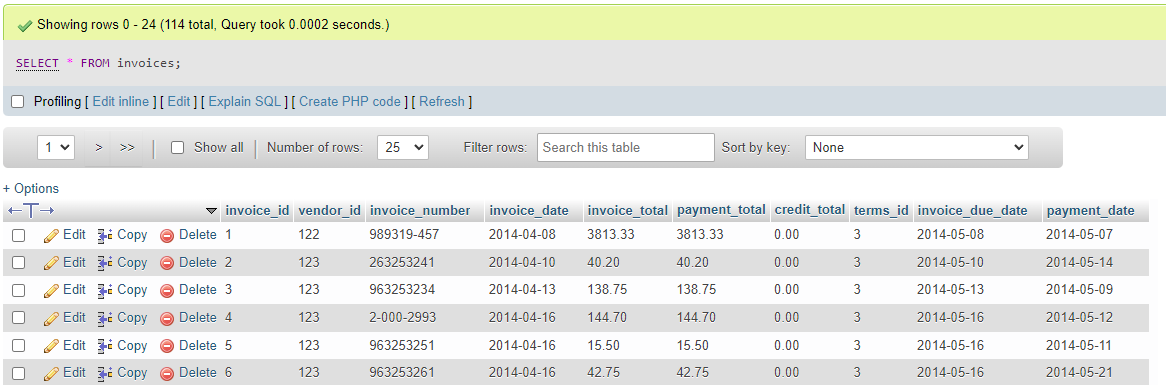 Showing rows 0 - 24 (114 total, Query took 0.0002 seconds.)
SELECT * FROM invoices;
Profiling [ Edit inline ] [ Edit ] [ Explain SQL ] [ Create PHP code ] [ Refresh ]
1 > >> Show all Number of rows: 25 Filter rows: Search this table Sort by key: None
+ Options
←T→ invoice_id vendor_id invoice_number invoice_date invoice_total payment_total credit_total terms_id invoice_due_date payment_date
Edit Copy Delete 1 122 989319-457 2014-04-08 3813.33 3813.33 0.00 3 2014-05-08 2014-05-07
Edit Copy Delete 2 123 263253241 2014-04-10 40.20 40.20 0.00 3 2014-05-10 2014-05-14
Edit Copy Delete 3 123 963253234 2014-04-13 138.75 138.75 0.00 3 2014-05-13 2014-05-09
Edit Copy Delete 4 123 2-000-2993 2014-04-16 144.70 144.70 0.00 3 2014-05-16 2014-05-12
Edit Copy Delete 5 123 963253251 2014-04-16 15.50 15.50 0.00 3 2014-05-16 2014-05-11
Edit Copy Delete 6 123 963253261 2014-04-16 42.75 42.75 0.00 3 2014-05-16 2014-05-21